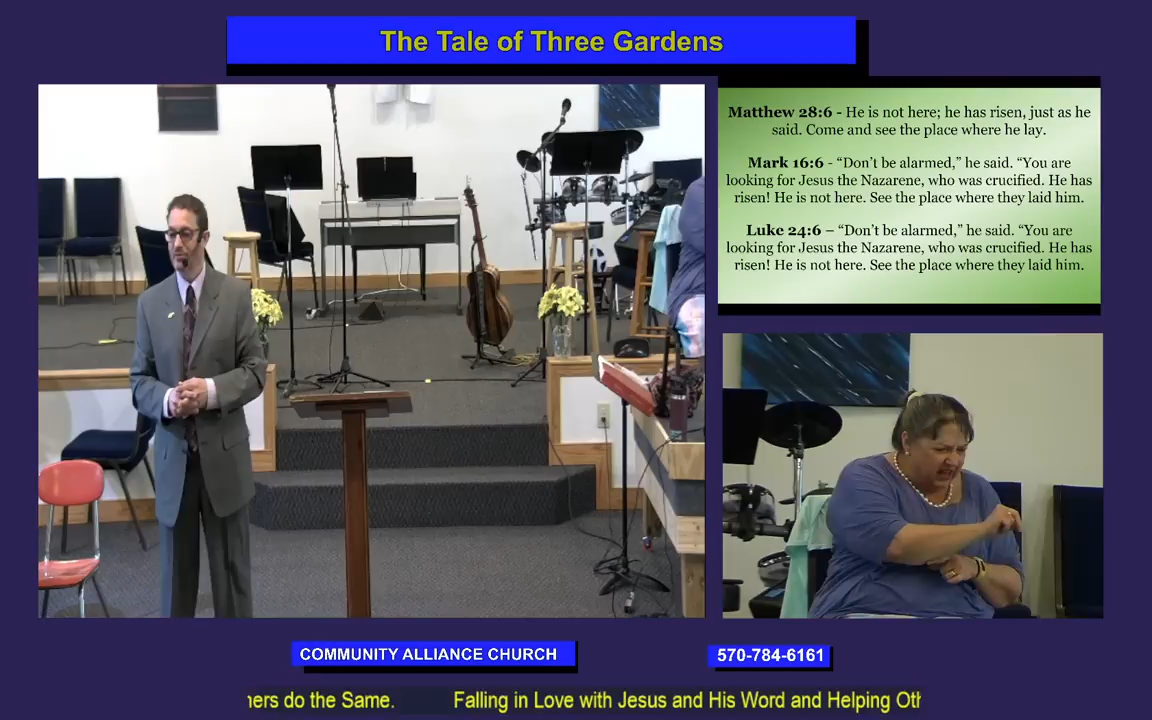 The Tale of Three Gardens
Matthew 28:6 - He is not here; he has risen, just as he
said. Come and see the place where he lay.
Mark 16:6 - “Don’t be alarmed,” he said. “You are
looking for Jesus the Nazarene, who was crucified. He has
risen! He is not here. See the place where they laid him.
Luke 24:6 – “Don’t be alarmed,” he said. “You are
looking for Jesus the Nazarene, who was crucified. He has
risen! He is not here. See the place where they laid him.
COMMUNITY ALLIANCE CHURCH
570-784-6161
do the Same. Falling in Love with Jesus and His Word and Helping